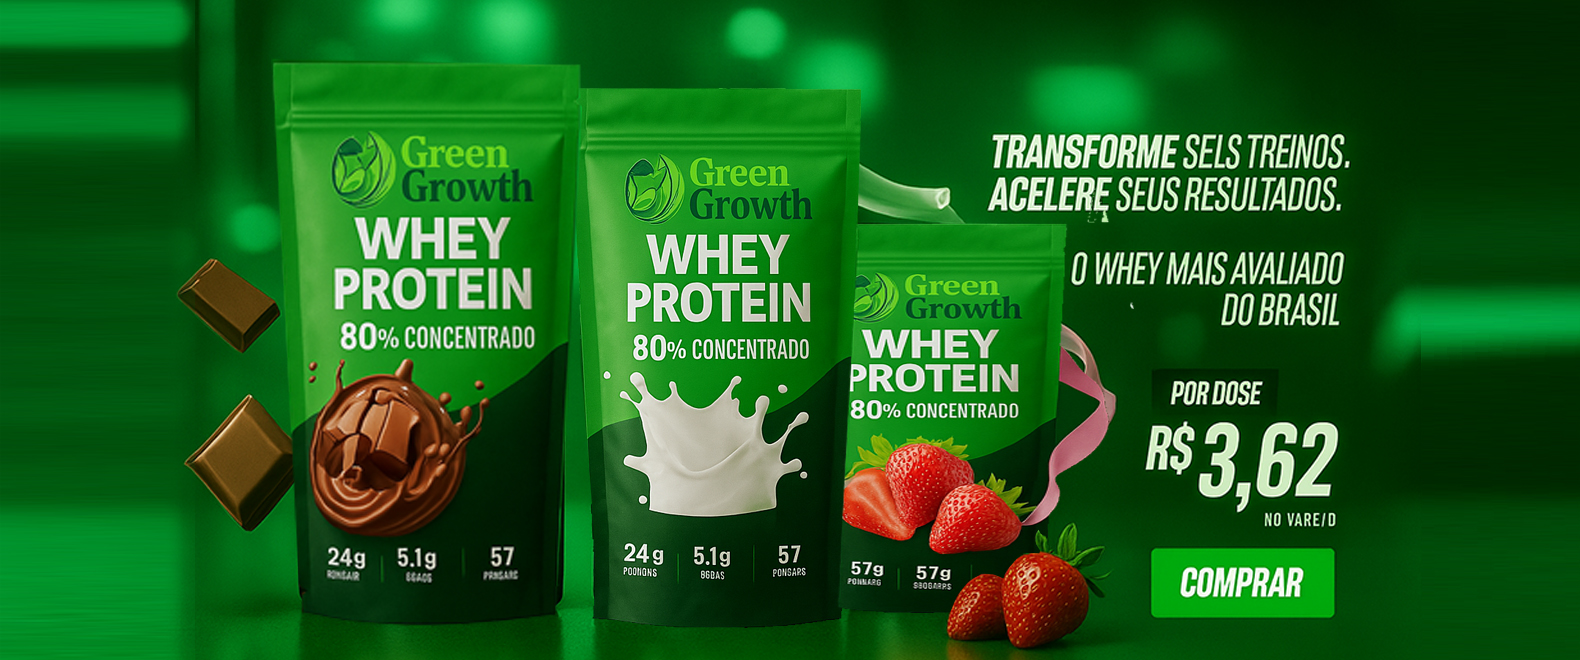 Green
Growth
WHEY
PROTEIN
80% CONCENTRADO
24g
5.1g
57
Green
Growth
WHEY
PROTEIN
80% CONCENTRADO
24g
POONONS
5.1g
57
PONSARS
Green
Growth
WHEY
PROTEIN
80% CONCENTRADO
57g
57g
TRANSFORME SELS TREINOS.
ACELERE SEUS RESULTADOS.
O WHEY MAIS AVALIADO
DO BRASIL
POR DOSE
R$ 3,62
NO VARE/D
COMPRAR